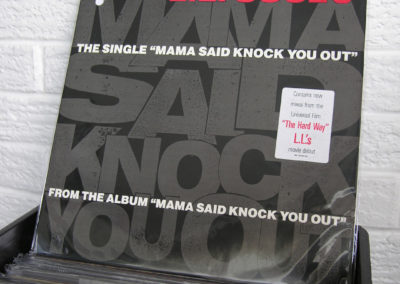 MAMA
THE SINGLE “MAMA SAID KNOCK YOU OUT”
SAID
Contains new
mixes from the
Universal Film
"The Hard Way"
L.L's
movie debut
KNOCK
FROM THE ALBUM “MAMA SAID KNOCK YOU OUT”
YOU OUT